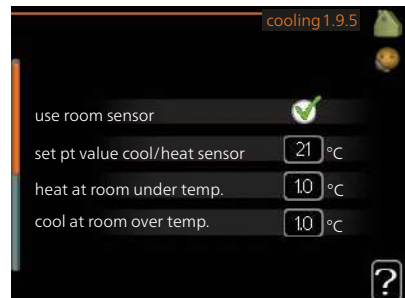 cooling 1.9.5
use room sensor
set pt value cool/heat sensor 21 °C
heat at room under temp. 1.0 °C
cool at room over temp. 1.0 °C
?